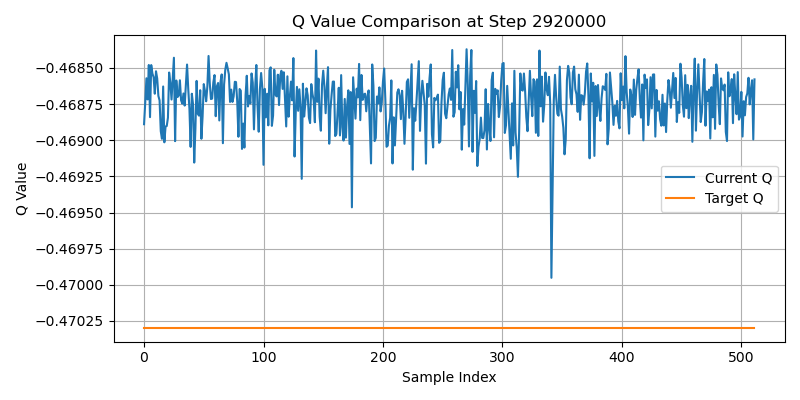 Q Value Comparison at Step 2920000
Q Value
−0.46850
−0.46875
−0.46900
−0.46925
−0.46950
−0.46975
−0.47000
−0.47025
Current Q
Target Q
0
100
200
300
400
500
Sample Index